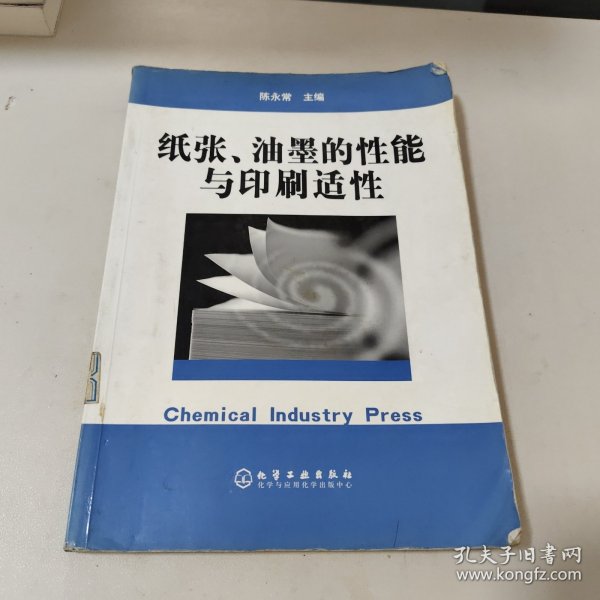 陈永常 主编
纸张、油墨的性能
与印刷适性
Chemical Industry Press
化学工业出版社
化学与应用化学出版中心
孔夫子旧书网
www.kongfz.com